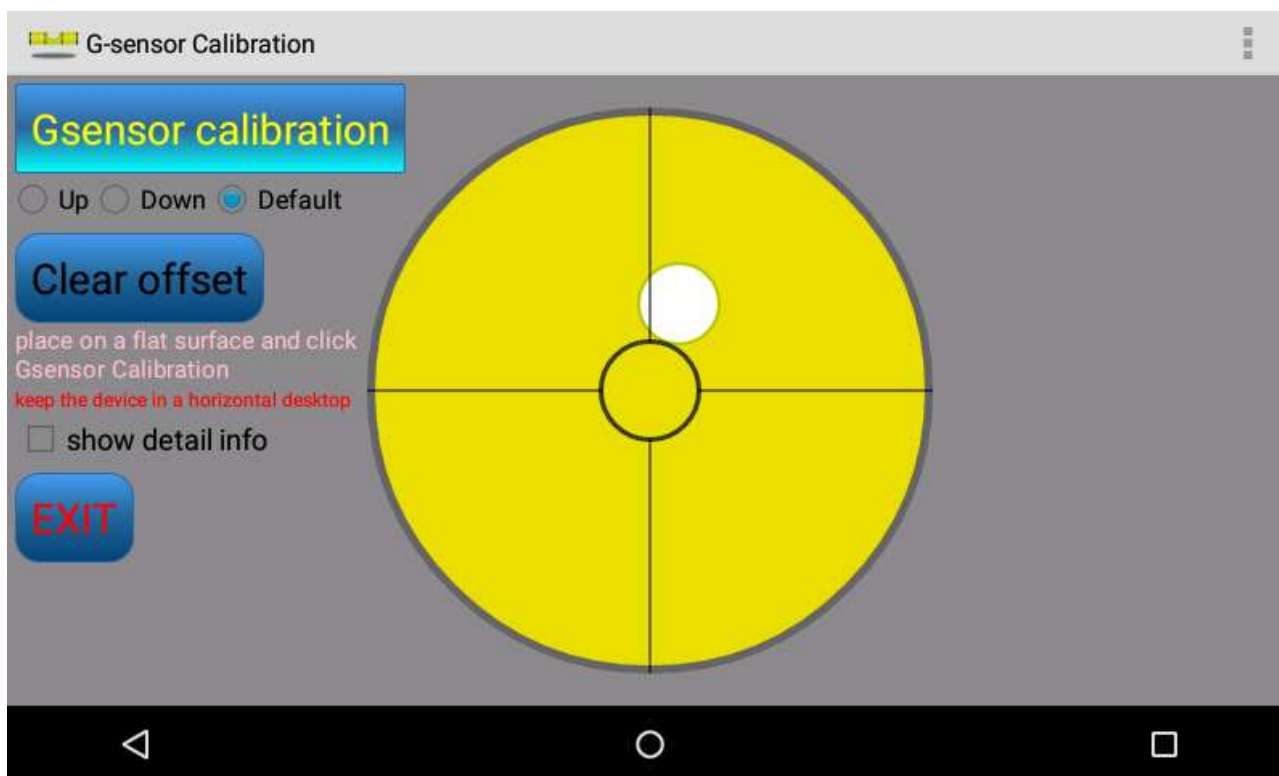 G-sensor Calibration
Gsensor calibration
Up Down Default
Clear offset
place on a flat surface and click
Gsensor Calibration
keep the device in a horizontal desktop
show detail info
EXIT